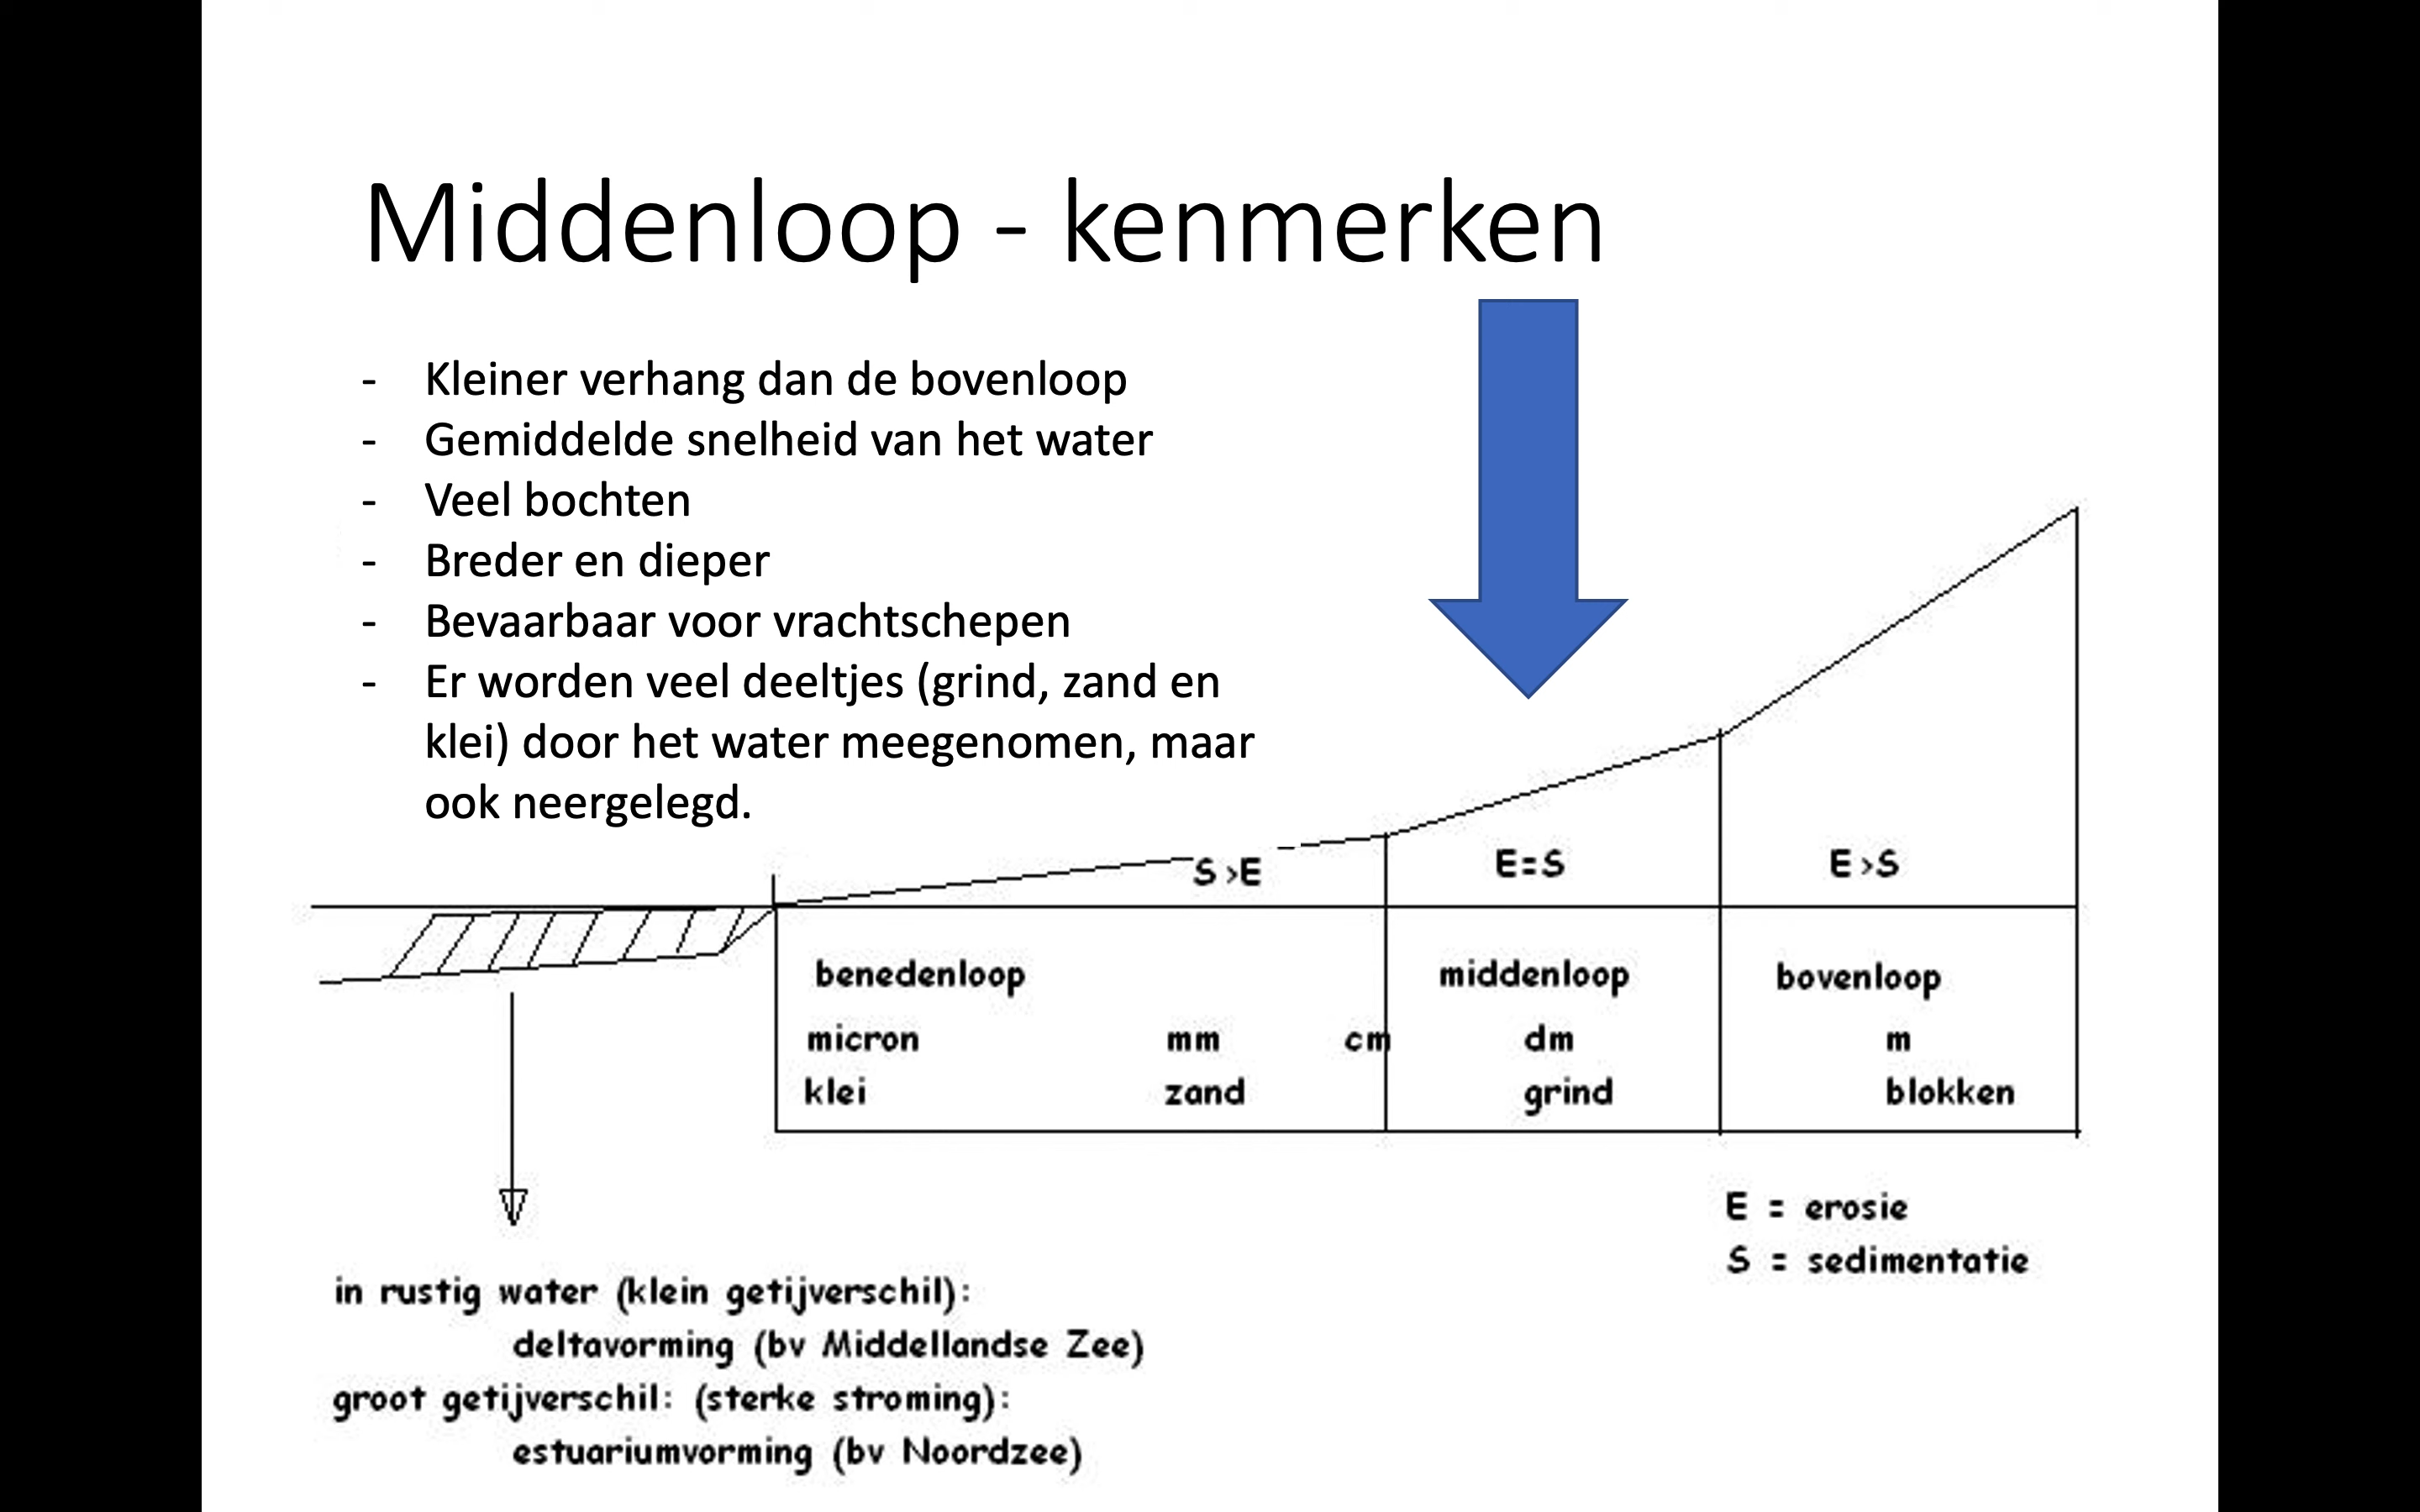 Middenloop - kenmerken
- Kleiner verhang dan de bovenloop
- Gemiddelde snelheid van het water
- Veel bochten
- Breder en dieper
- Bevaarbaar voor vrachtschepen
- Er worden veel deeltjes (grind, zand en
klei) door het water meegenomen, maar
ook neergelegd.
S >E E=S E >S
benedenloop middenloop bovenloop
micron mm cm dm m
klei zand grind blokken
E = erosie
S = sedimentatie
in rustig water (klein getijverschil):
deltavorming (bv Middellandse Zee)
groot getijverschil: (sterke stroming):
estuariumvorming (bv Noordzee)